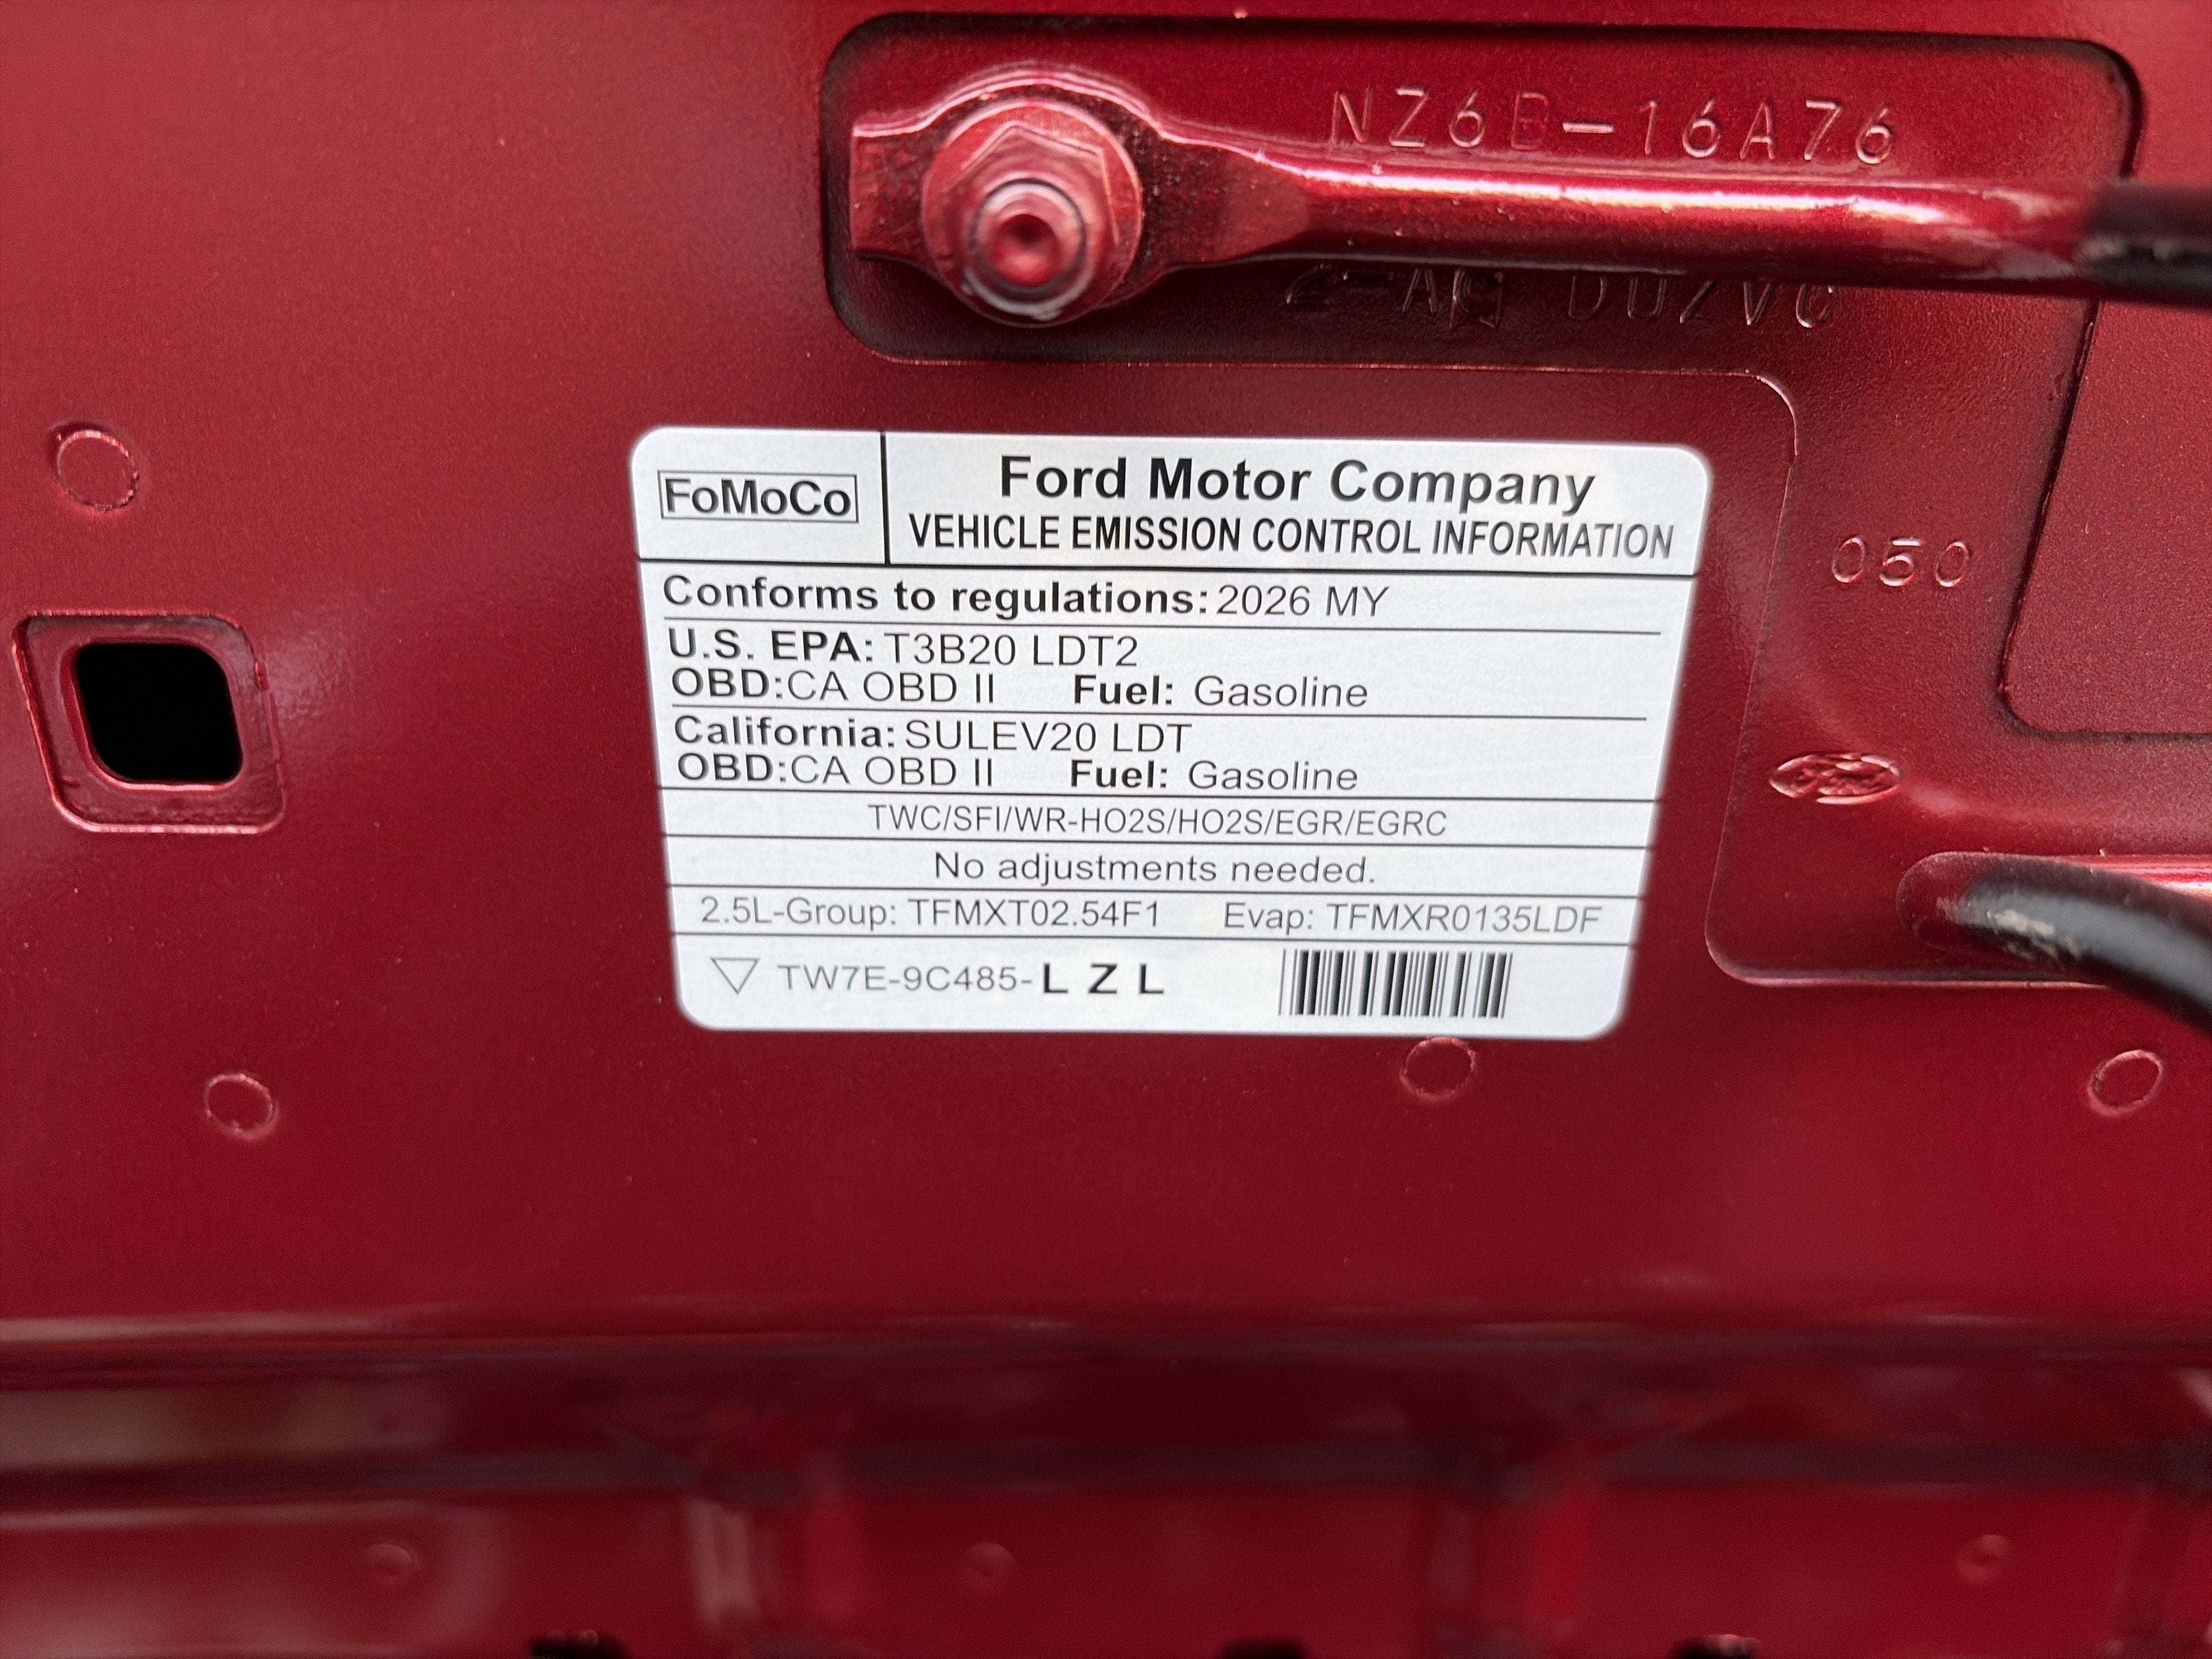 NZ6B-16A76
FoMoCo
Ford Motor Company
VEHICLE EMISSION CONTROL INFORMATION
Conforms to regulations: 2026 MY
U.S. EPA: T3B20 LDT2
OBD:CA OBD II Fuel: Gasoline
California: SULEV20 LDT
OBD:CA OBD II Fuel: Gasoline
TWC/SFI/WR-HO2S/HO2S/EGR/EGRC
No adjustments needed.
2.5L-Group: TFMXT02.54F1 Evap: TFMXR0135LDF
TW7E-9C485-L Z L
050